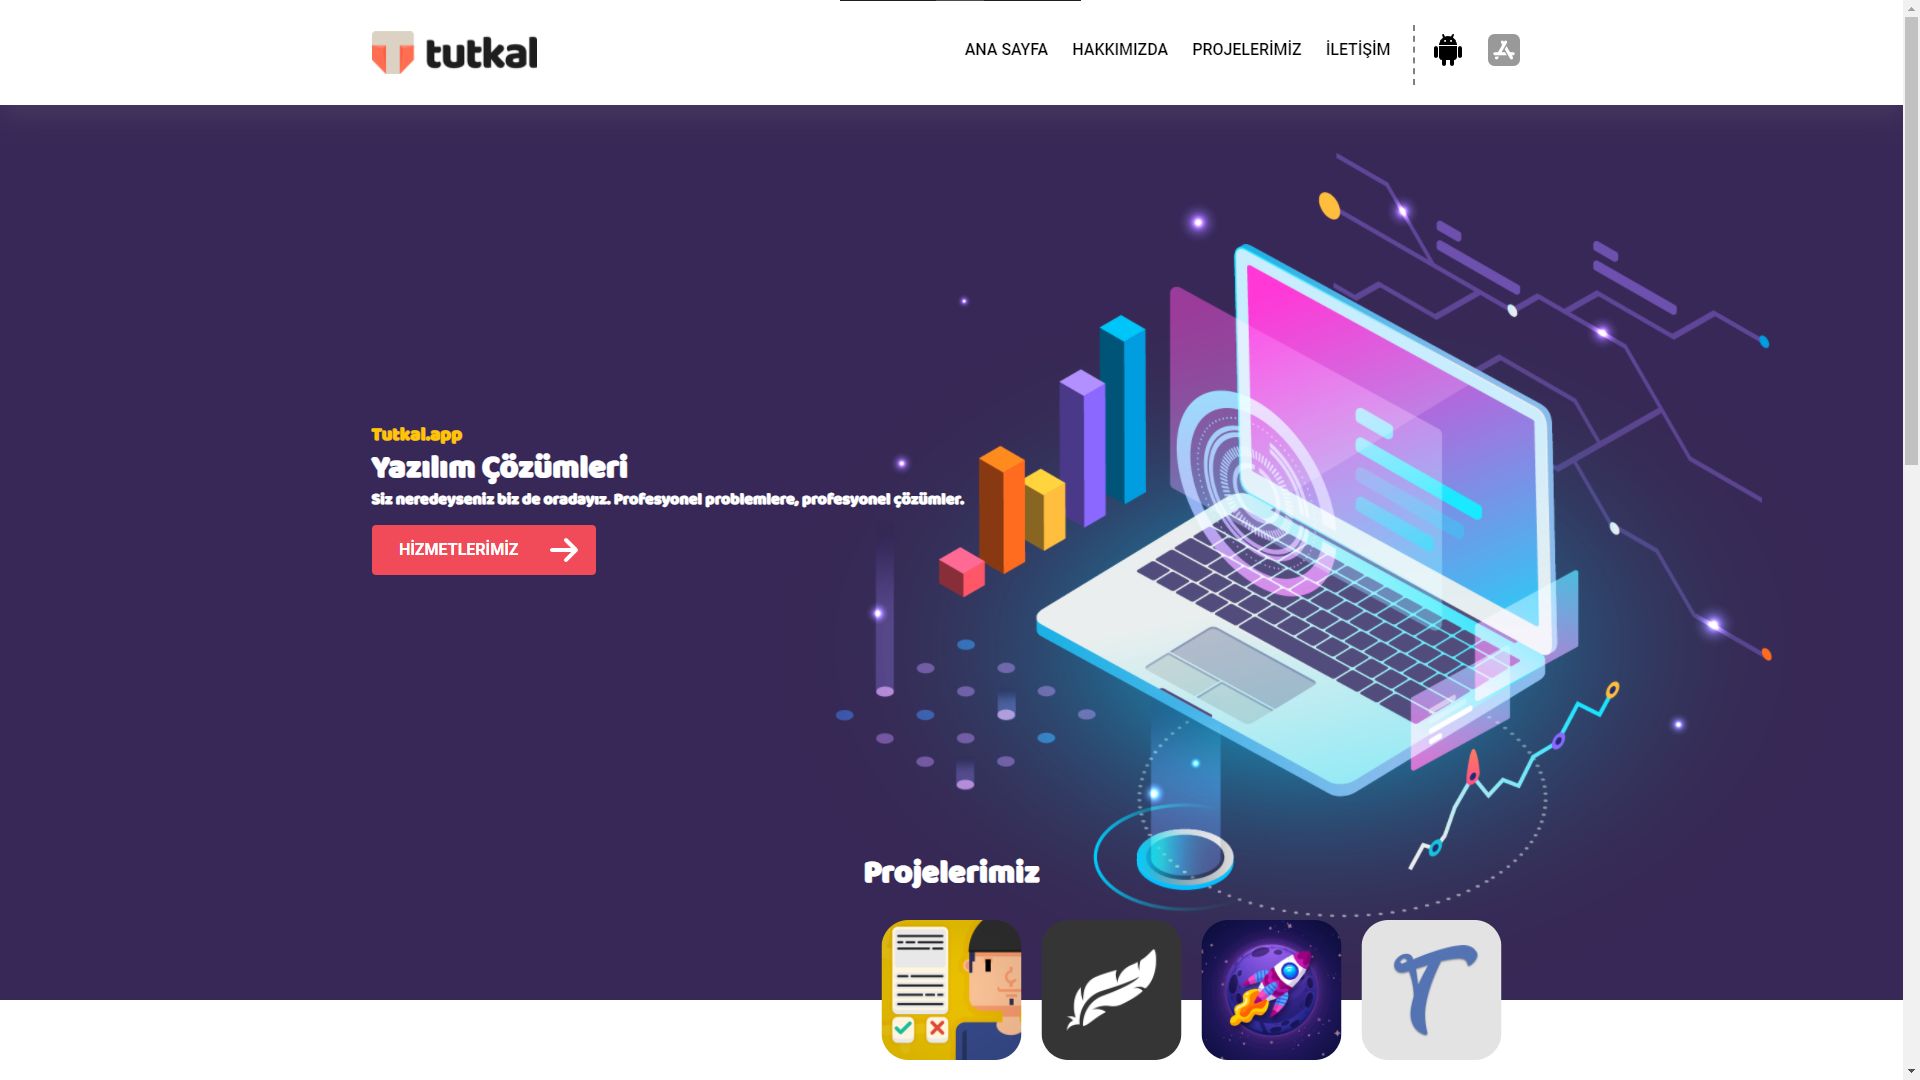 tutkal
ANA SAYFA HAKKIMIZDA PROJELERİMİZ İLETİŞİM
Tutkal.app
Yazılım Çözümleri
Siz neredeyseniz biz de oradayız. Profesyonel problemlere, profesyonel çözümler.
HİZMETLERİMİZ
Projelerimiz